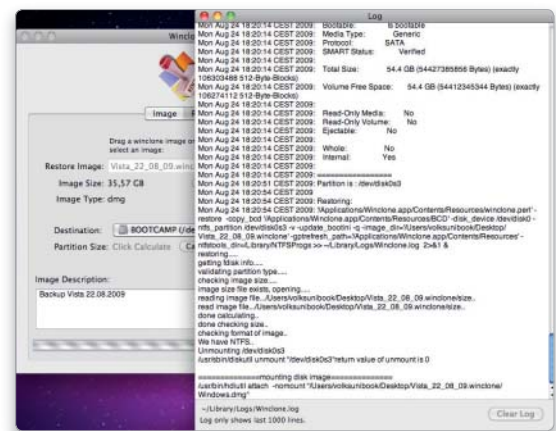 Winclo
Image
Drag a winclone image or
select an image:
Restore Image: Vista_22_08_09.winc
Image Size: 35,57 GB
Image Type: dmg
Destination: BOOTCAMP (/de
Partition Size: Click Calculate
Image Description:
Backup Vista 22.08.2009
Log
Mon Aug 24 18:20:14 CEST 2009: Bootable: Is bootable
Mon Aug 24 18:20:14 CEST 2009: Media Type: Generic
Mon Aug 24 18:20:14 CEST 2009: Protocol: SATA
Mon Aug 24 18:20:14 CEST 2009: SMART Status: Verified
Mon Aug 24 18:20:14 CEST 2009:
Mon Aug 24 18:20:14 CEST 2009: Total Size: 54.4 GB (54427385856 Bytes) (exactly
106303488 512-Byte-Blocks)
Mon Aug 24 18:20:14 CEST 2009: Volume Free Space: 54.4 GB (54412345344 Bytes) (exactly
106274112 512-Byte-Blocks)
Mon Aug 24 18:20:14 CEST 2009:
Mon Aug 24 18:20:14 CEST 2009: Read-Only Media: No
Mon Aug 24 18:20:14 CEST 2009: Read-Only Volume: No
Mon Aug 24 18:20:14 CEST 2009: Ejectable: No
Mon Aug 24 18:20:14 CEST 2009:
Mon Aug 24 18:20:14 CEST 2009: Whole: No
Mon Aug 24 18:20:14 CEST 2009: Internal: Yes
Mon Aug 24 18:20:14 CEST 2009:
Mon Aug 24 18:20:14 CEST 2009: =================
Mon Aug 24 18:20:51 CEST 2009: Partition is : /dev/disk0s3
Mon Aug 24 18:20:54 CEST 2009:
Mon Aug 24 18:20:54 CEST 2009: Restoring:
Mon Aug 24 18:20:54 CEST 2009: '/Applications/Winclone.app/Contents/Resources/winclone.perl' -
restore -copy_bcd '/Applications/Winclone.app/Contents/Resources/BCD' -disk_device /dev/disk0 -
ntfs_partition /dev/disk0s3 -v -update_bootini -q -image_dir='/Users/volksunibook/Desktop/
Vista_22_08_09.winclone' -gptrefresh_path='/Applications/Winclone.app/Contents/Resources' -
ntfstools_dir=/Library/NTFSProgs >> ~/Library/Logs/Winclone.log 2>&1 &
restoring....
getting fdisk info....
validating partition type....
checking image size....
image size file exists, opening....
reading image file../Users/volksunibook/Desktop/Vista_22_08_09.winclone/size..
read image file../Users/volksunibook/Desktop/Vista_22_08_09.winclone/size..
done calculating..
done checking size..
checking format of image..
We have NTFS..
Unmounting /dev/disk0s3
/usr/sbin/diskutil unmount "/dev/disk0s3"return value of unmount is 0

==============mounting disk image==============
/usr/bin/hdiutil attach -nomount "/Users/volksunibook/Desktop/Vista_22_08_09.winclone/
Windows.dmg"
~/Library/Logs/Winclone.log
Log only shows last 1000 lines.
Clear Log